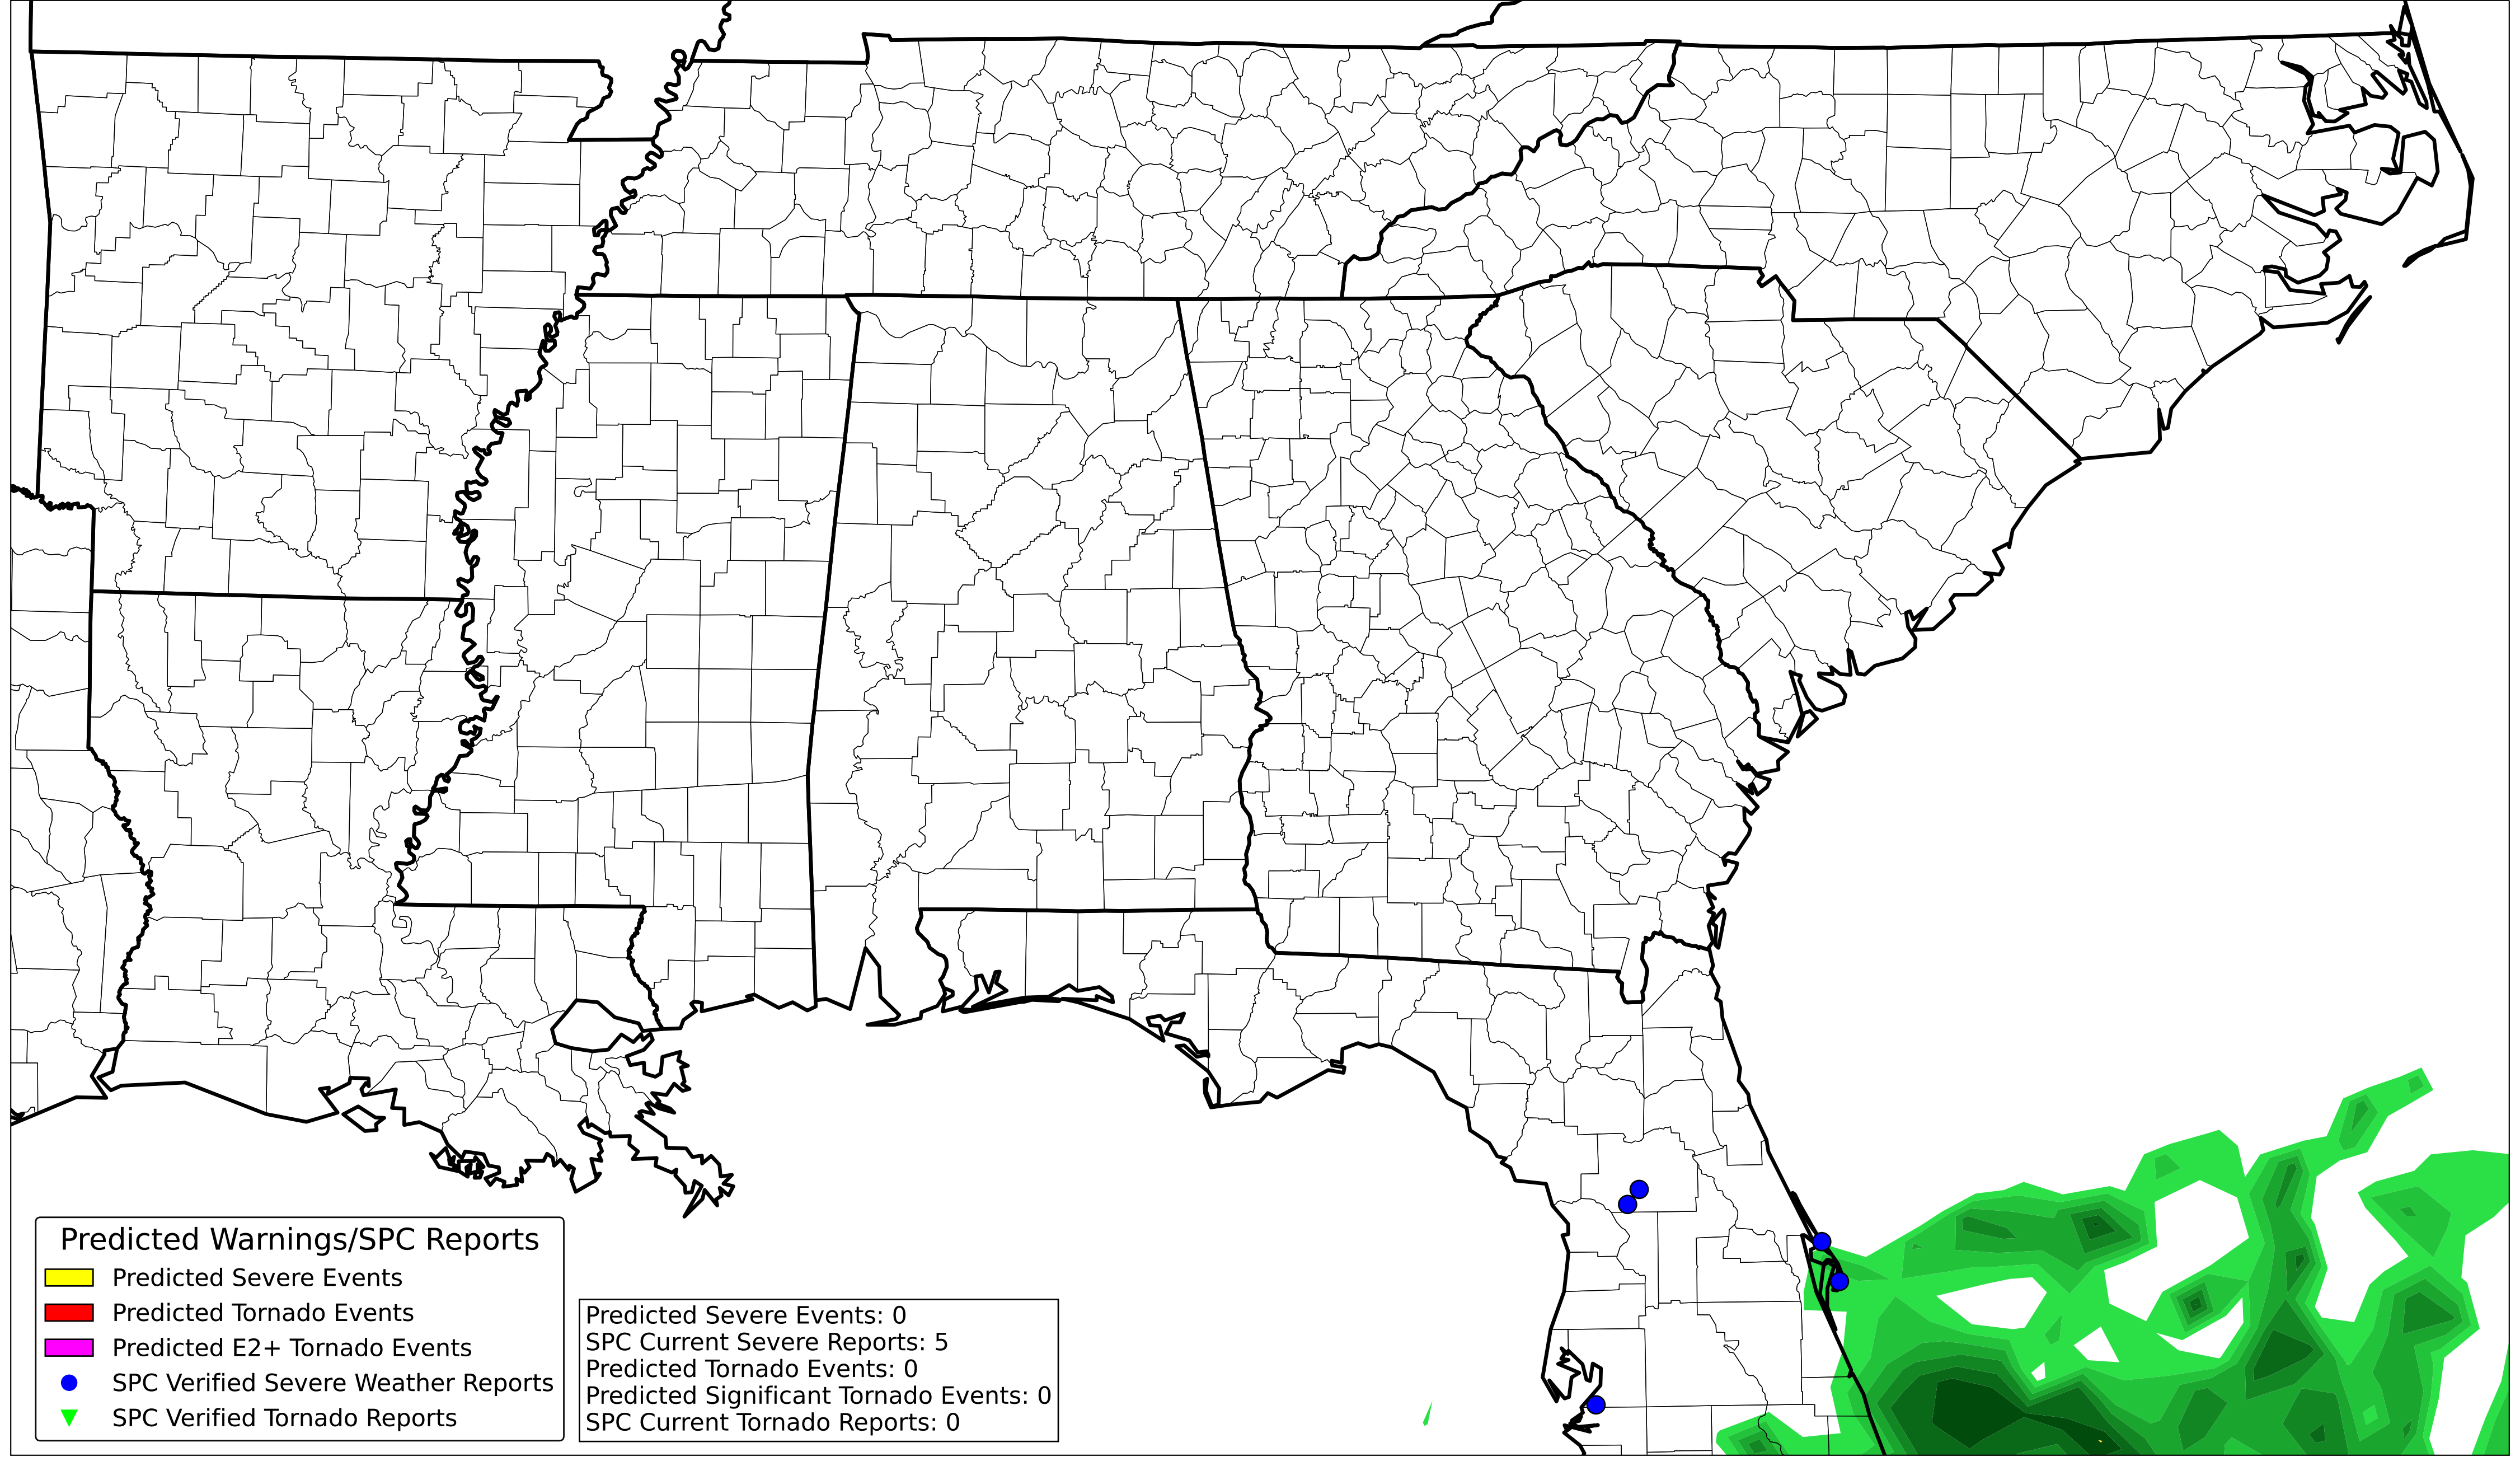 Predicted Warnings/SPC Reports
Predicted Severe Events
Predicted Tornado Events
Predicted E2+ Tornado Events
SPC Verified Severe Weather Reports
SPC Verified Tornado Reports
Predicted Severe Events: 0
SPC Current Severe Reports: 5
Predicted Tornado Events: 0
Predicted Significant Tornado Events: 0
SPC Current Tornado Reports: 0